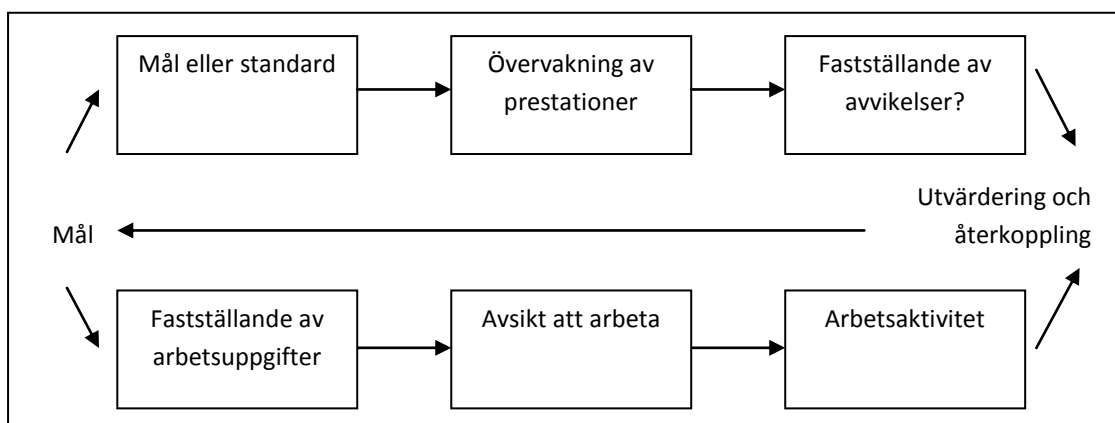 Mål eller standard
Övervakning av
prestationer
Fastställande av
avvikelser?
Utvärdering och
återkoppling
Mål
Fastställande av
arbetsuppgifter
Avsikt att arbeta
Arbetsaktivitet